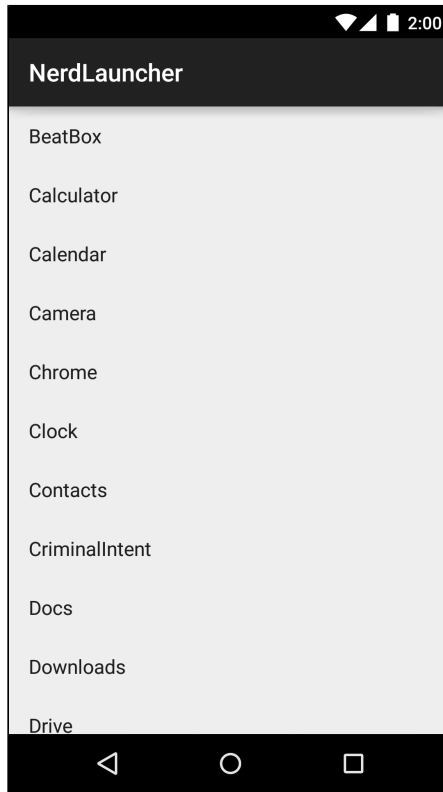 2:00
NerdLauncher
BeatBox
Calculator
Calendar
Camera
Chrome
Clock
Contacts
CriminalIntent
Docs
Downloads
Drive